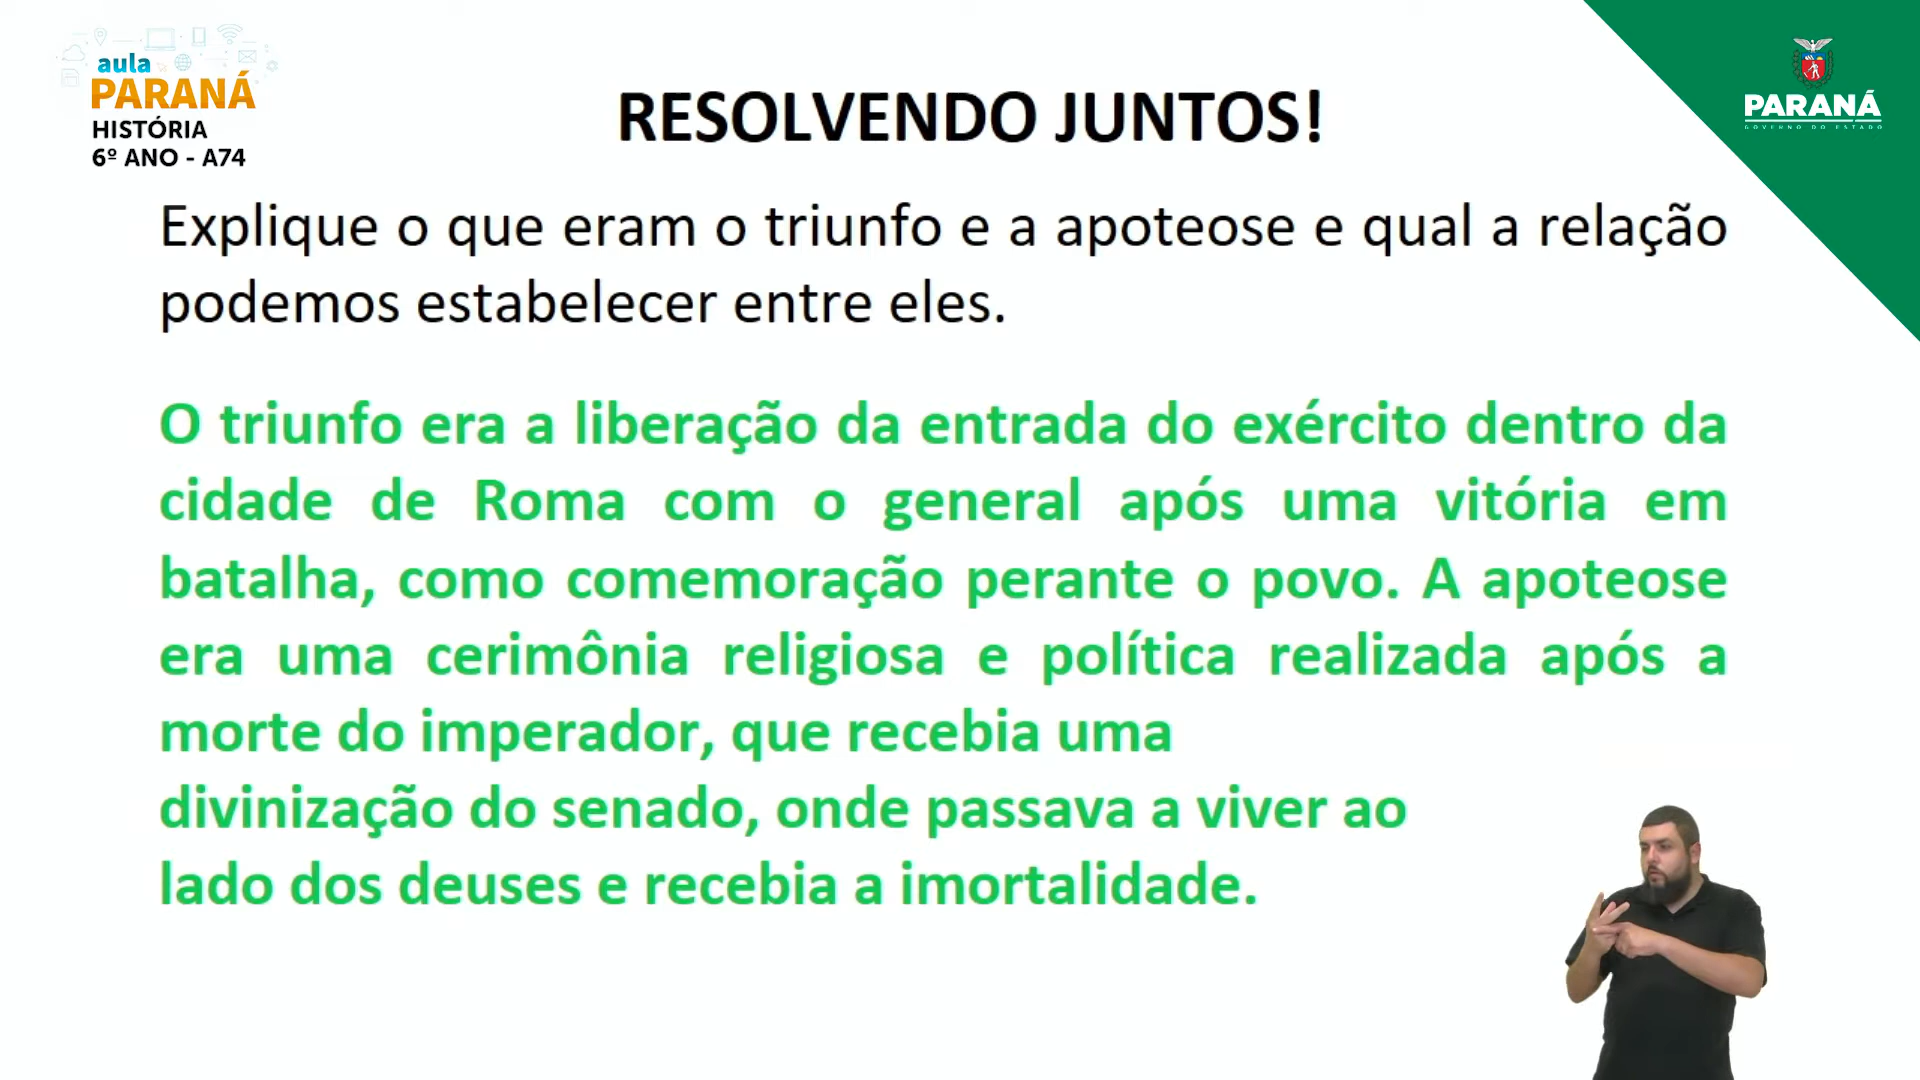 aula
PARANÁ
HISTÓRIA
6º ANO - A74
PARANÁ
GOVERNO DO ESTADO
RESOLVENDO JUNTOS!
Explique o que eram o triunfo e a apoteose e qual a relação
podemos estabelecer entre eles.
O triunfo era a liberação da entrada do exército dentro da
cidade de Roma com o general após uma vitória em
batalha, como comemoração perante o povo. A apoteose
era uma cerimônia religiosa e política realizada após a
morte do imperador, que recebia uma
divinização do senado, onde passava a viver ao
lado dos deuses e recebia a imortalidade.